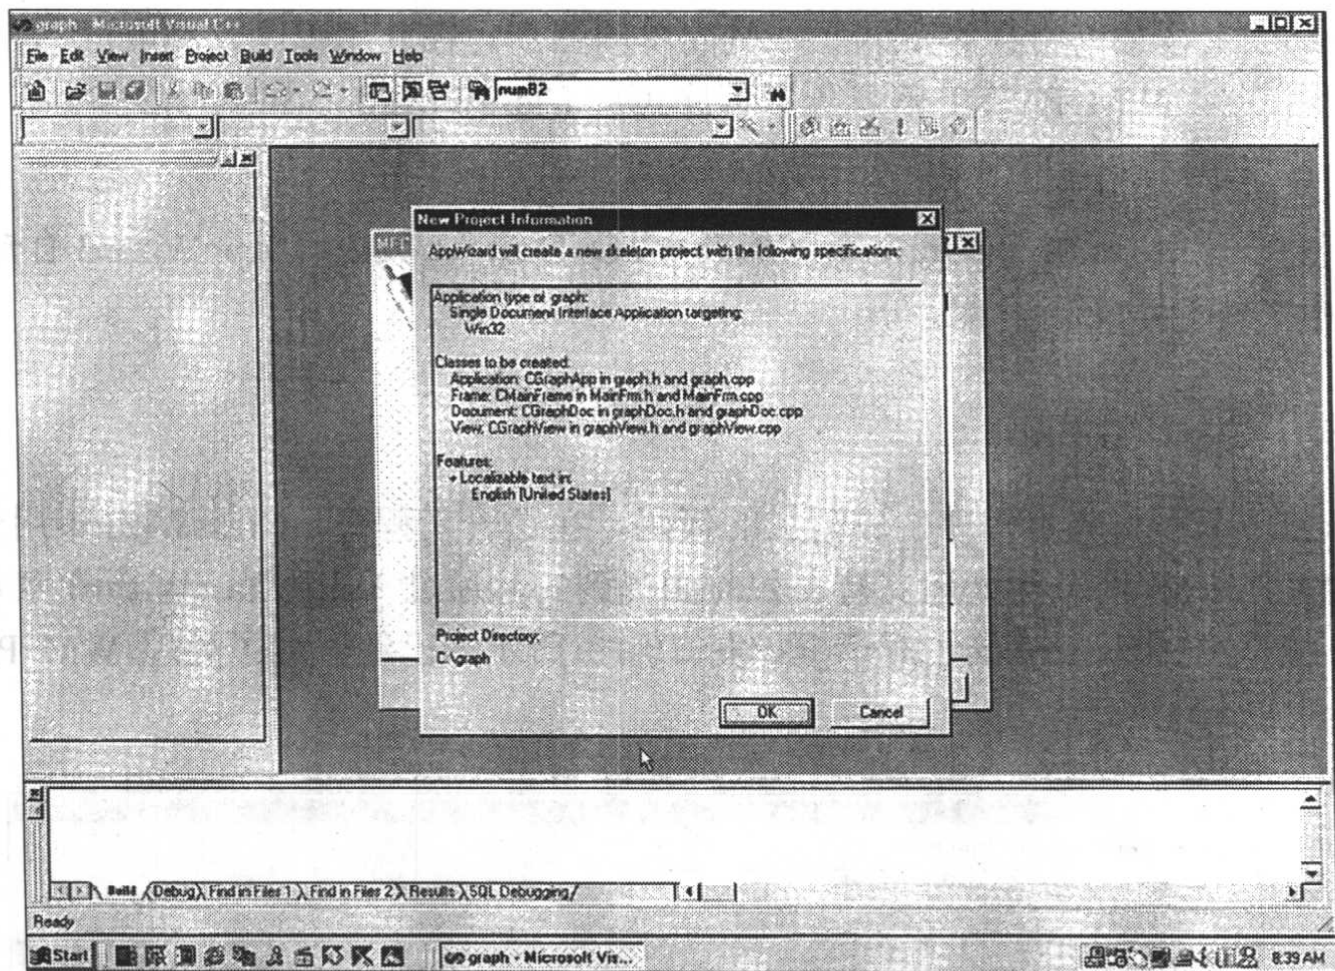 graph - Microsoft Visual C++
File Edit View Insert Project Build Tools Window Help
numB2
New Project Information
MFC
AppWizard will create a new skeleton project with the following specifications:
Application type of graph:
Single Document Interface Application targeting:
Win32
Classes to be created:
Application: CGraphApp in graph.h and graph.cpp
Frame: CMainFrame in MainFrm.h and MainFrm.cpp
Document: CGraphDoc in graphDoc.h and graphDoc.cpp
View: CGraphView in graphView.h and graphView.cpp
Features:
+ Localizable text in:
English [United States]
Project Directory:
C:\graph
OK Cancel
Build Debug Find in Files 1 Find in Files 2 Results SQL Debugging
Ready
Start graph - Microsoft Vis... 8:39 AM